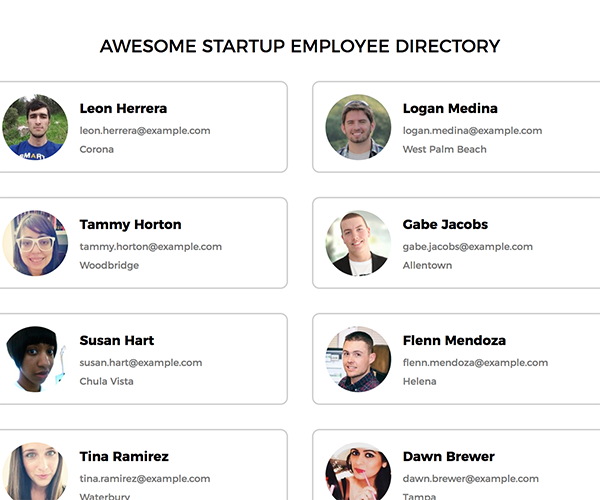 AWESOME STARTUP EMPLOYEE DIRECTORY
Leon Herrera
leon.herrera@example.com
Corona
Logan Medina
logan.medina@example.com
West Palm Beach
Tammy Horton
tammy.horton@example.com
Woodbridge
Gabe Jacobs
gabe.jacobs@example.com
Allentown
Susan Hart
susan.hart@example.com
Chula Vista
Flenn Mendoza
flenn.mendoza@example.com
Helena
Tina Ramirez
tina.ramirez@example.com
Waterbury
Dawn Brewer
dawn.brewer@example.com
Tampa